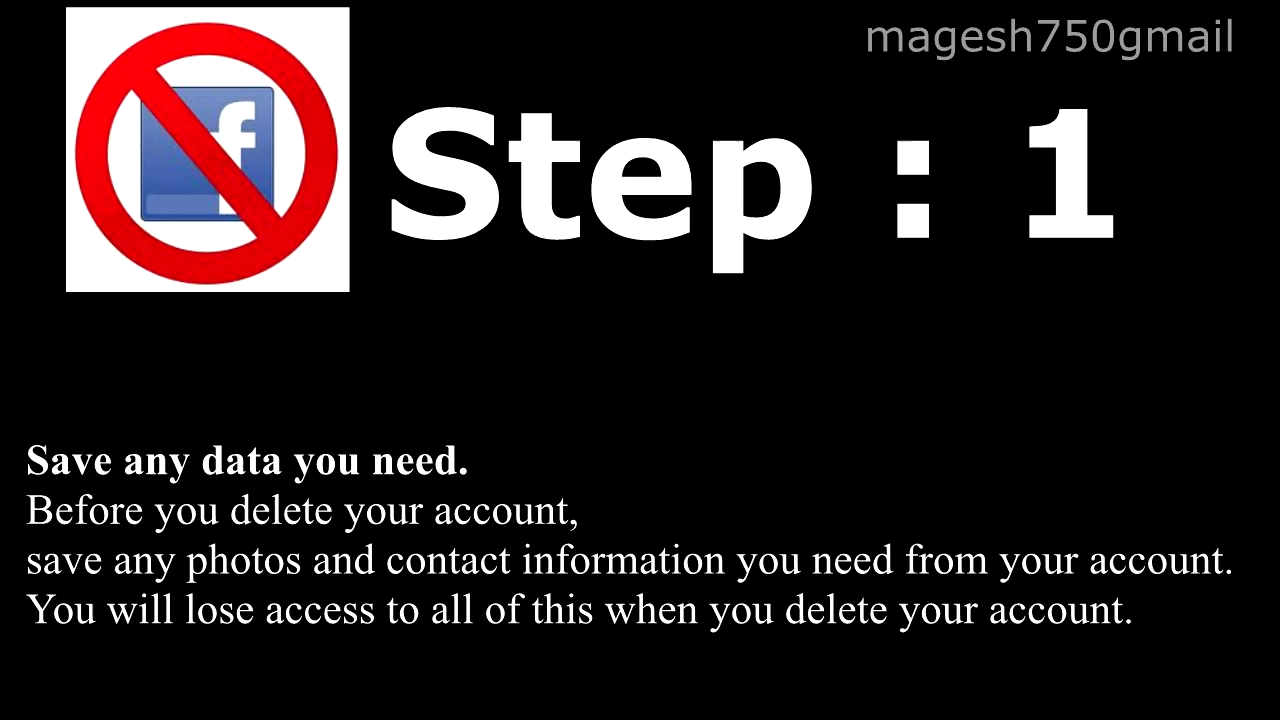 magesh750gmail
f
Step : 1
Save any data you need.
Before you delete your account,
save any photos and contact information you need from your account.
You will lose access to all of this when you delete your account.